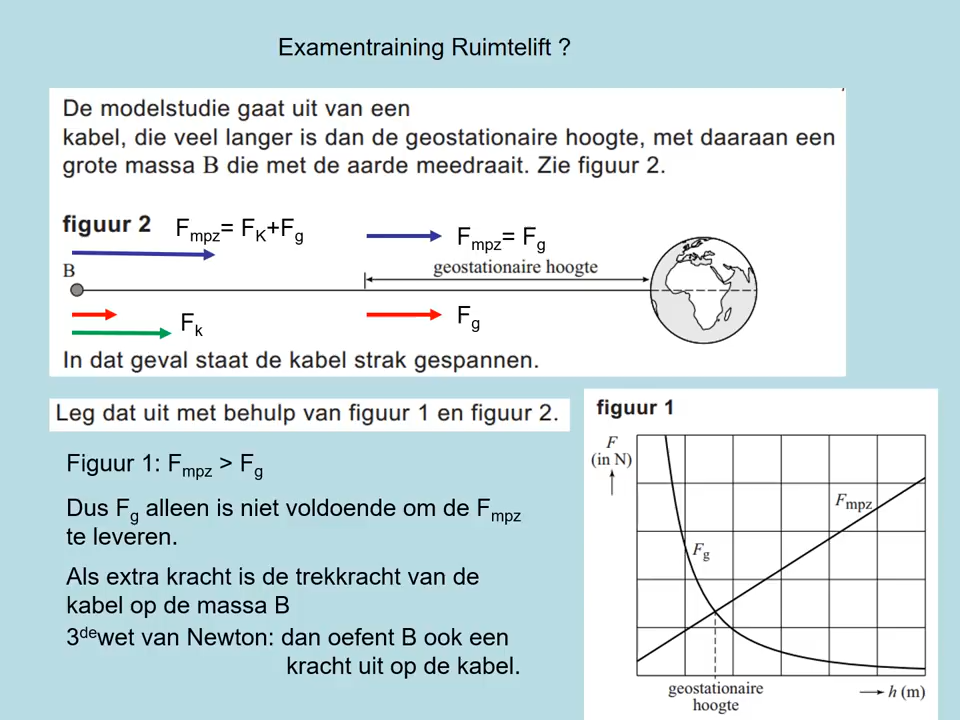 Examentraining Ruimtelift ?
De modelstudie gaat uit van een
kabel, die veel langer is dan de geostationaire hoogte, met daaraan een
grote massa B die met de aarde meedraait. Zie figuur 2.
figuur 2
Fmpz= FK+Fg
Fmpz= Fg
B
geostationaire hoogte
Fk
Fg
In dat geval staat de kabel strak gespannen.
Leg dat uit met behulp van figuur 1 en figuur 2.
Figuur 1: Fmpz > Fg
Dus Fg alleen is niet voldoende om de Fmpz
te leveren.
Als extra kracht is de trekkracht van de
kabel op de massa B
3de wet van Newton: dan oefent B ook een
kracht uit op de kabel.
figuur 1
F
(in N)
Fmpz
Fg
geostationaire
hoogte
h (m)